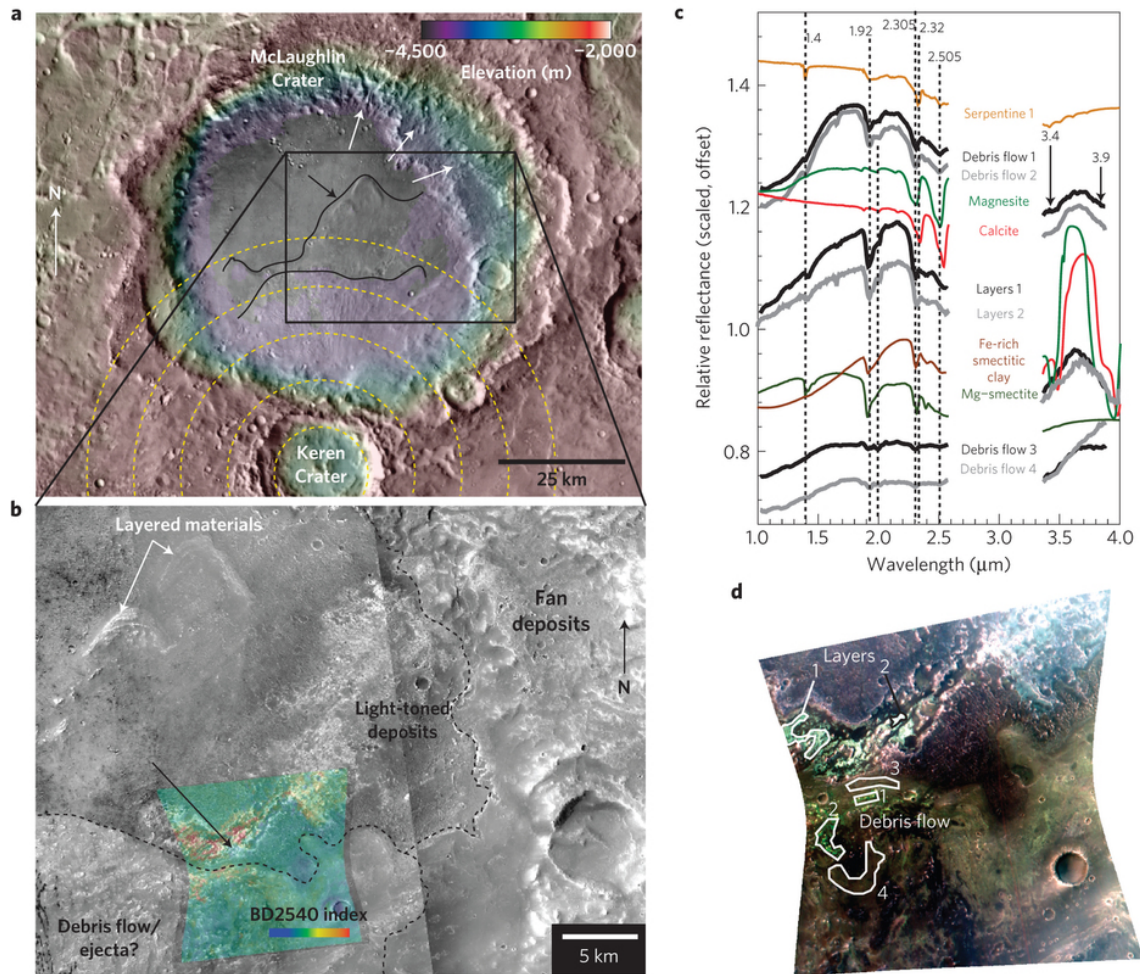 a
McLaughlin
Crater
−4,500
−2,000
Elevation (m)
N
Keren
Crater
25 km
b
Layered materials
Fan
deposits
N
Light-toned
deposits
BD2540 index
Debris flow/
ejecta?
5 km
c
1.4
1.92
2.305
2.32
2.505
Relative reflectance (scaled, offset)
1.4
1.3
1.2
1.0
0.9
0.8
Serpentine 1
3.4
3.9
Debris flow 1
Debris flow 2
Magnesite
Calcite
Layers 1
Layers 2
Fe-rich
smectitic
clay
Mg−smectite
Debris flow 3
Debris flow 4
1.0
1.5
2.0
2.5
3.0
3.5
4.0
Wavelength (μm)
d
Layers
1
2
3
1
Debris flow
2
4